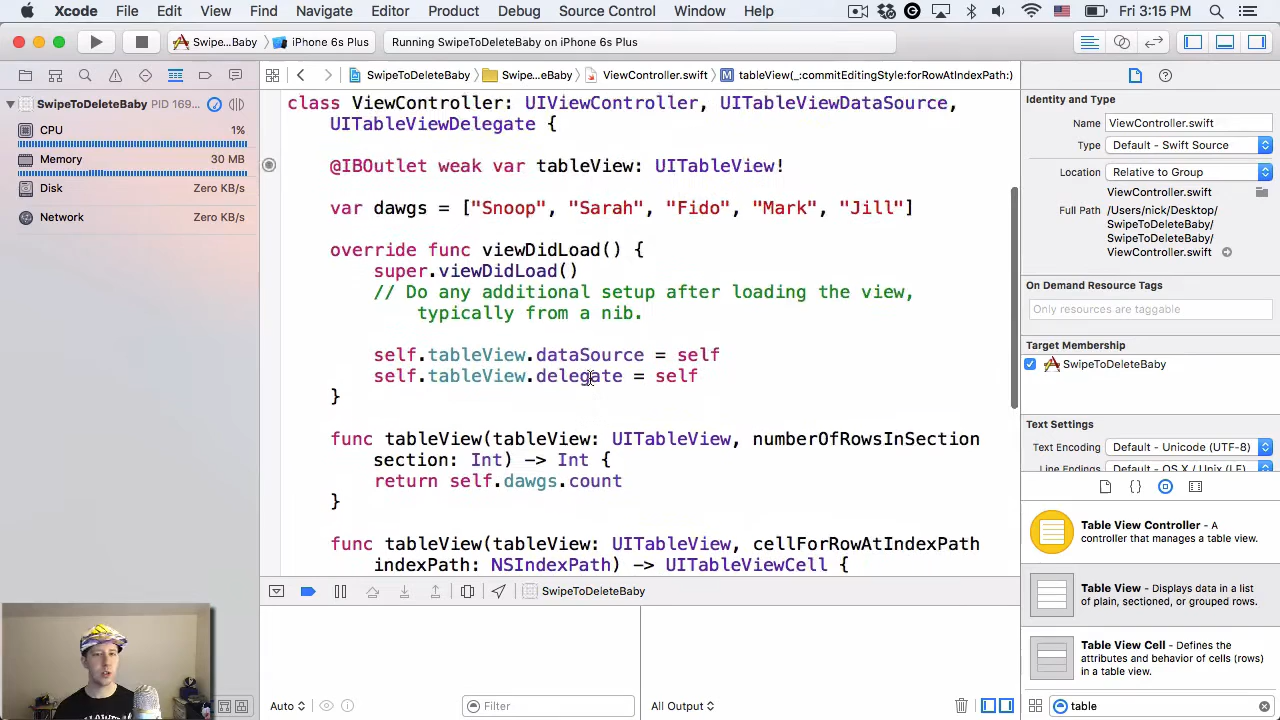 Xcode File Edit View Find Navigate Editor Product Debug Source Control Window Help Fri 3:15 PM
Swipe...Baby iPhone 6s Plus Running SwipeToDeleteBaby on iPhone 6s Plus
SwipeToDeleteBaby Swipe...eBaby ViewController.swift M tableView(_:commitEditingStyle:forRowAtIndexPath:)
SwipeToDeleteBaby PID 169...
CPU 1%
Memory 30 MB
Disk Zero KB/s
Network Zero KB/s
class ViewController: UIViewController, UITableViewDataSource,
UITableViewDelegate {
@IBOutlet weak var tableView: UITableView!
var dawgs = ["Snoop", "Sarah", "Fido", "Mark", "Jill"]
override func viewDidLoad() {
super.viewDidLoad()
// Do any additional setup after loading the view,
typically from a nib.
self.tableView.dataSource = self
self.tableView.delegate = self
}
func tableView(tableView: UITableView, numberOfRowsInSection
section: Int) -> Int {
return self.dawgs.count
}
func tableView(tableView: UITableView, cellForRowAtIndexPath
indexPath: NSIndexPath) -> UITableViewCell {
SwipeToDeleteBaby
Auto Filter All Output
Identity and Type
Name ViewController.swift
Type Default - Swift Source
Location Relative to Group
ViewController.swift
Full Path /Users/nick/Desktop/
SwipeToDeleteBaby/
SwipeToDeleteBaby/
ViewController.swift
On Demand Resource Tags
Only resources are taggable
Target Membership
SwipeToDeleteBaby
Text Settings
Text Encoding Default - Unicode (UTF-8)
Line Endings Default - OS X / Unix (LF)
{}
Table View Controller - A
controller that manages a table view.
Table View - Displays data in a list
of plain, sectioned, or grouped rows.
Table View Cell - Defines the
attributes and behavior of cells (rows)
in a table view.
table